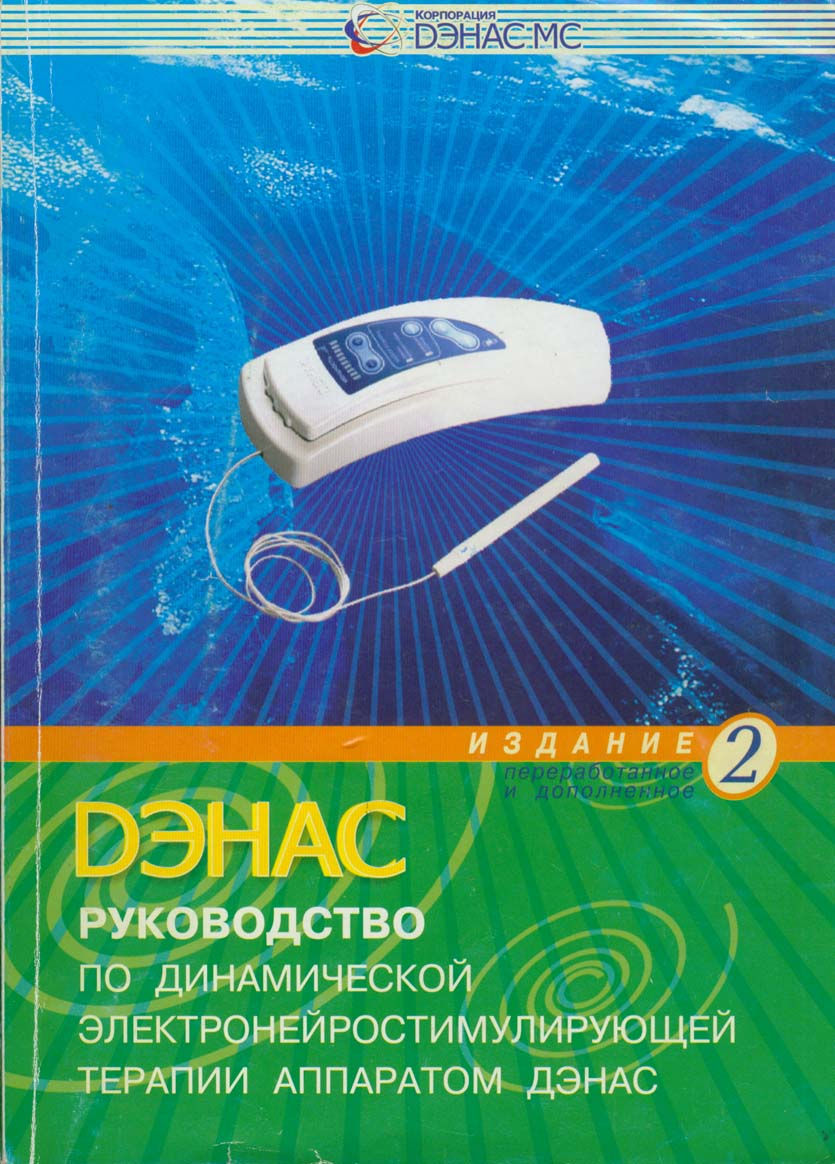 КОРПОРАЦИЯ
DЭНАС МС
ИЗДАНИЕ 2
переработанное
и дополненное
DЭНАС
РУКОВОДСТВО
ПО ДИНАМИЧЕСКОЙ
ЭЛЕКТРОНЕЙРОСТИМУЛИРУЮЩЕЙ
ТЕРАПИИ АППАРАТОМ ДЭНАС